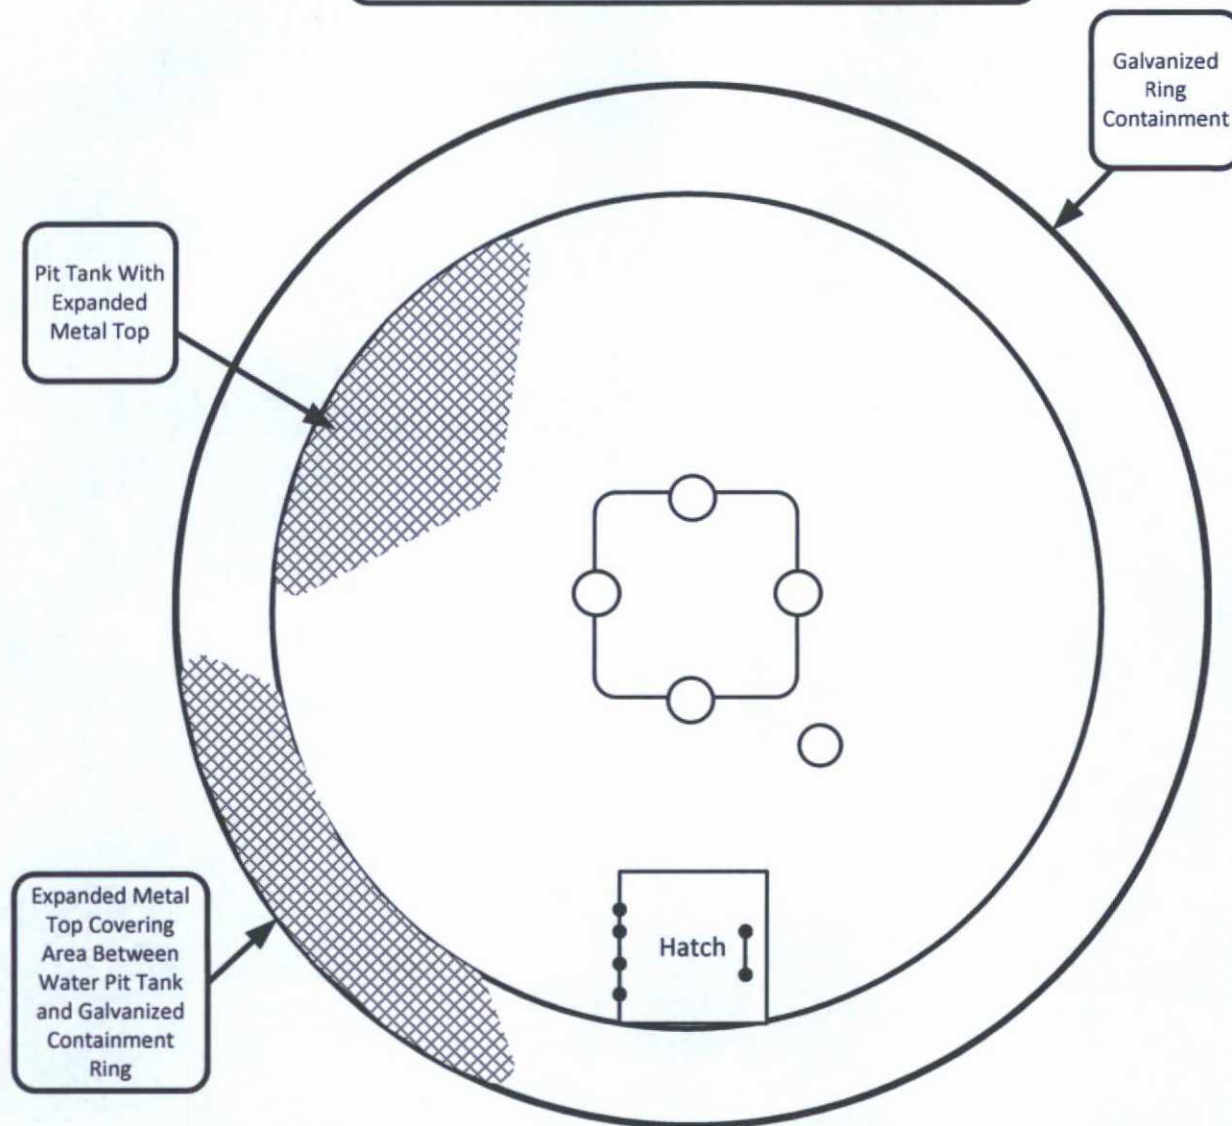 Galvanized
Ring
Containment
Pit Tank With
Expanded
Metal Top
Hatch
Expanded Metal
Top Covering
Area Between
Water Pit Tank
and Galvanized
Containment
Ring